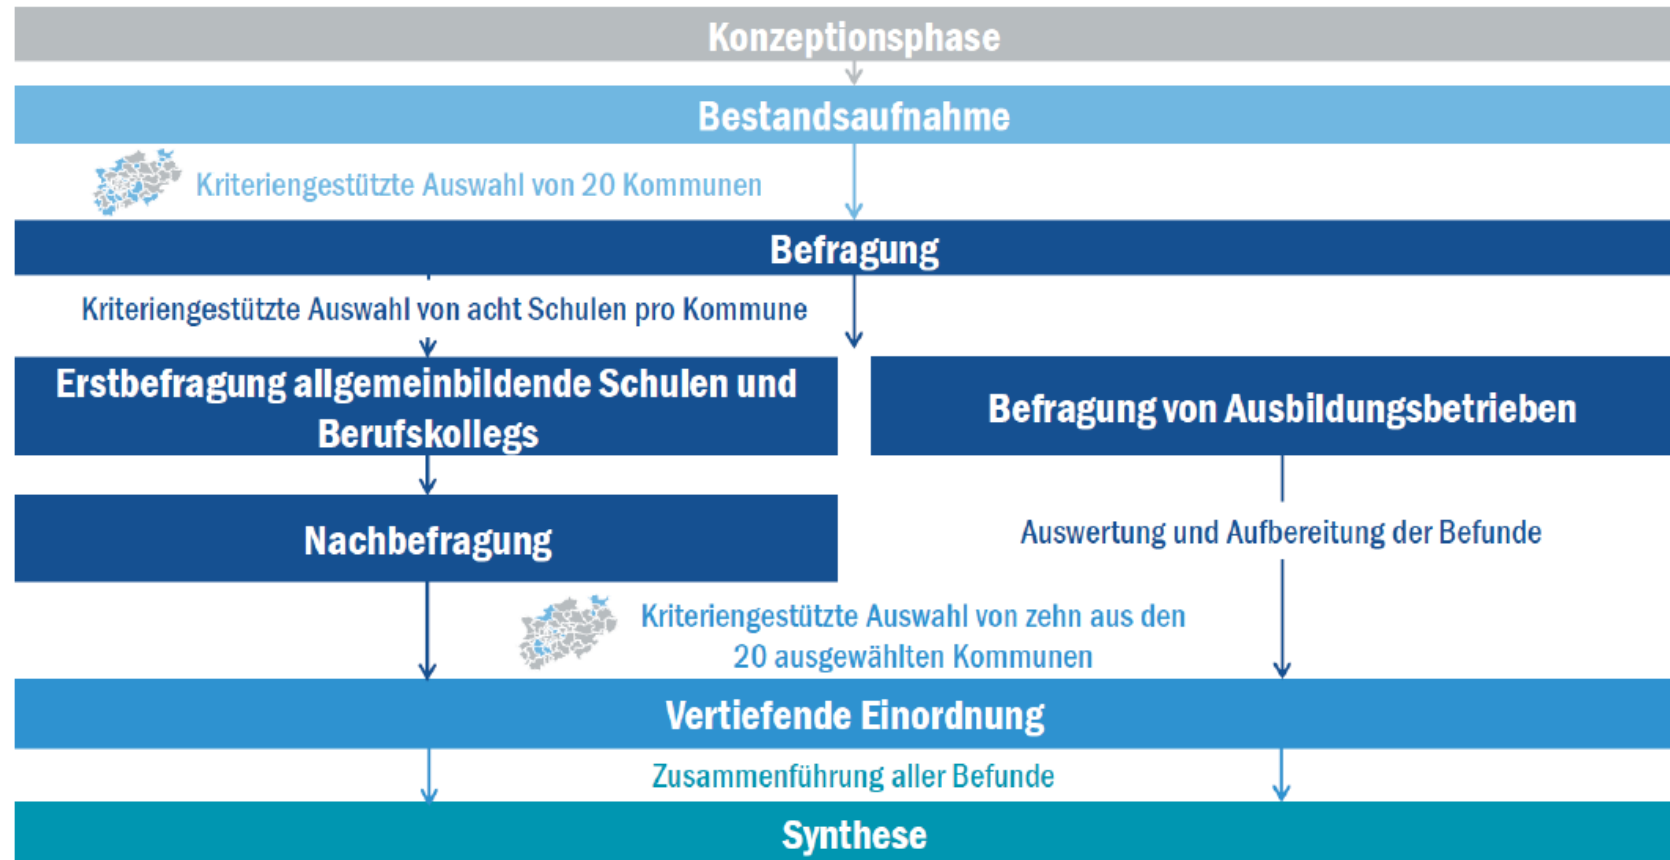 Konzeptionsphase
Bestandsaufnahme
Kriteriengestützte Auswahl von 20 Kommunen
Befragung
Kriteriengestützte Auswahl von acht Schulen pro Kommune
Erstbefragung allgemeinbildende Schulen und
Berufskollegs
Befragung von Ausbildungsbetrieben
Nachbefragung
Auswertung und Aufbereitung der Befunde
Kriteriengestützte Auswahl von zehn aus den
20 ausgewählten Kommunen
Vertiefende Einordnung
Zusammenführung aller Befunde
Synthese